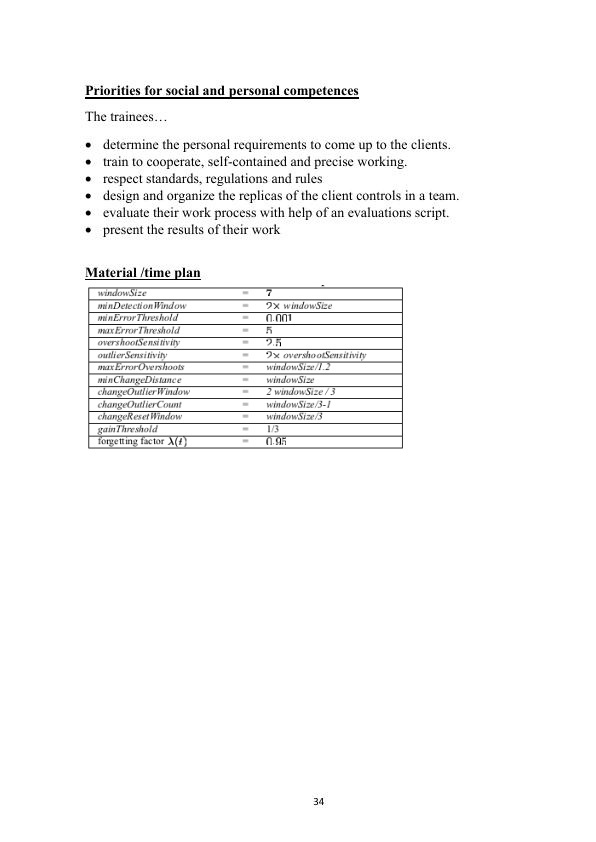 Priorities for social and personal competences
The trainees…
• determine the personal requirements to come up to the clients.
• train to cooperate, self-contained and precise working.
• respect standards, regulations and rules
• design and organize the replicas of the client controls in a team.
• evaluate their work process with help of an evaluations script.
• present the results of their work
Material /time plan
windowSize = 7
minDetectionWindow = 2× windowSize
minErrorThreshold = 0.001
maxErrorThreshold = 5
overshootSensitivity = 2.5
outlierSensitivity = 2× overshootSensitivity
maxErrorOvershoots = windowSize/1.2
minChangeDistance = windowSize
changeOutlierWindow = 2 windowSize / 3
changeOutlierCount = windowSize/3-1
changeResetWindow = windowSize/3
gainThreshold = 1/3
forgetting factor λ(t) = 0.95
34